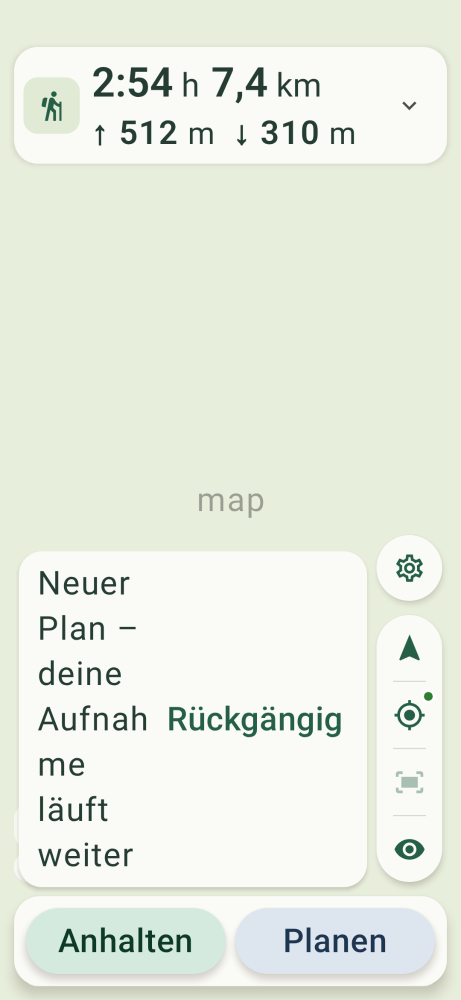 2:54 h 7,4 km
↑ 512 m ↓ 310 m
map
Neuer
Plan –
deine
Aufnah
me
läuft
weiter
Rückgängig
Anhalten
Planen